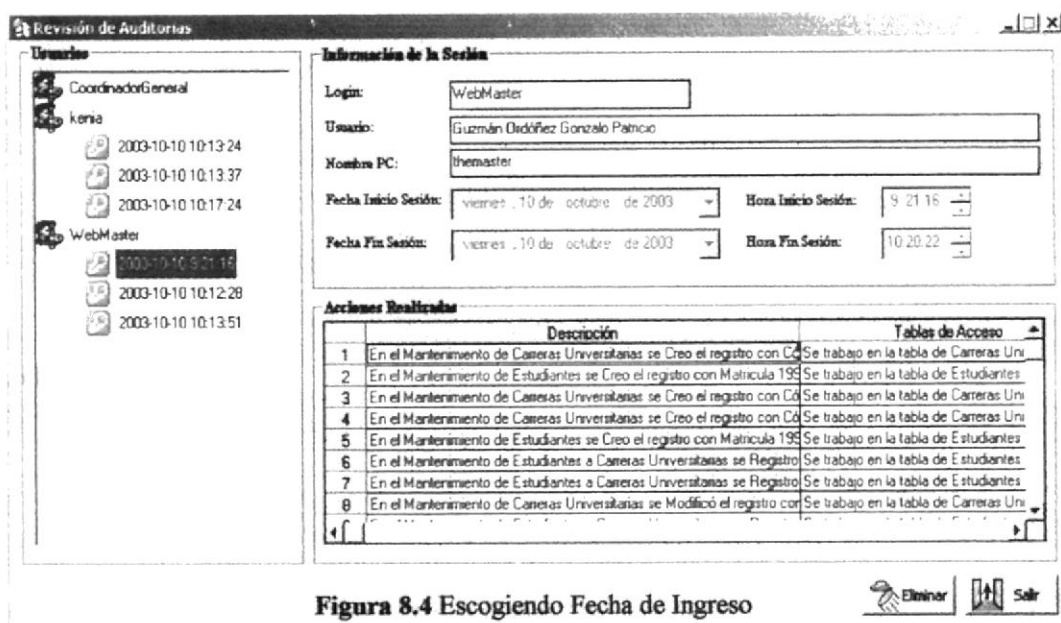 Revisión de Auditorias
Usuarios
CoordinadorGeneral
kenia
2003-10-10 10:13:24
2003-10-10 10:13:37
2003-10-10 10:17:24
WebMaster
2003-10-10 9:21:16
2003-10-10 10:12:28
2003-10-10 10:13:51
Información de la Sesión
Login: WebMaster
Usuario: Guzmán Ordóñez Gonzalo Patricio
Nombre PC: themaster
Fecha Inicio Sesión: viernes , 10 de octubre de 2003 Hora Inicio Sesión: 9 21 16
Fecha Fin Sesión: viernes , 10 de octubre de 2003 Hora Fin Sesión: 10:20:22
Acciones Realizadas
Descripción Tablas de Acceso
1 En el Mantenimiento de Carreras Universitarias se Creo el registro con Có Se trabajo en la tabla de Carreras Uni
2 En el Mantenimiento de Estudiantes se Creo el registro con Matricula 199 Se trabajo en la tabla de Estudiantes
3 En el Mantenimiento de Carreras Universitarias se Creo el registro con Có Se trabajo en la tabla de Carreras Uni
4 En el Mantenimiento de Carreras Universitarias se Creo el registro con Có Se trabajo en la tabla de Carreras Uni
5 En el Mantenimiento de Estudiantes se Creo el registro con Matricula 199 Se trabajo en la tabla de Estudiantes
6 En el Mantenimiento de Estudiantes a Carreras Universitarias se Registro Se trabajo en la tabla de Estudiantes
7 En el Mantenimiento de Estudiantes a Carreras Universitarias se Registro Se trabajo en la tabla de Estudiantes
8 En el Mantenimiento de Carreras Universitarias se Modificó el registro con Se trabajo en la tabla de Carreras Uni
Eliminar Salir
Figura 8.4 Escogiendo Fecha de Ingreso